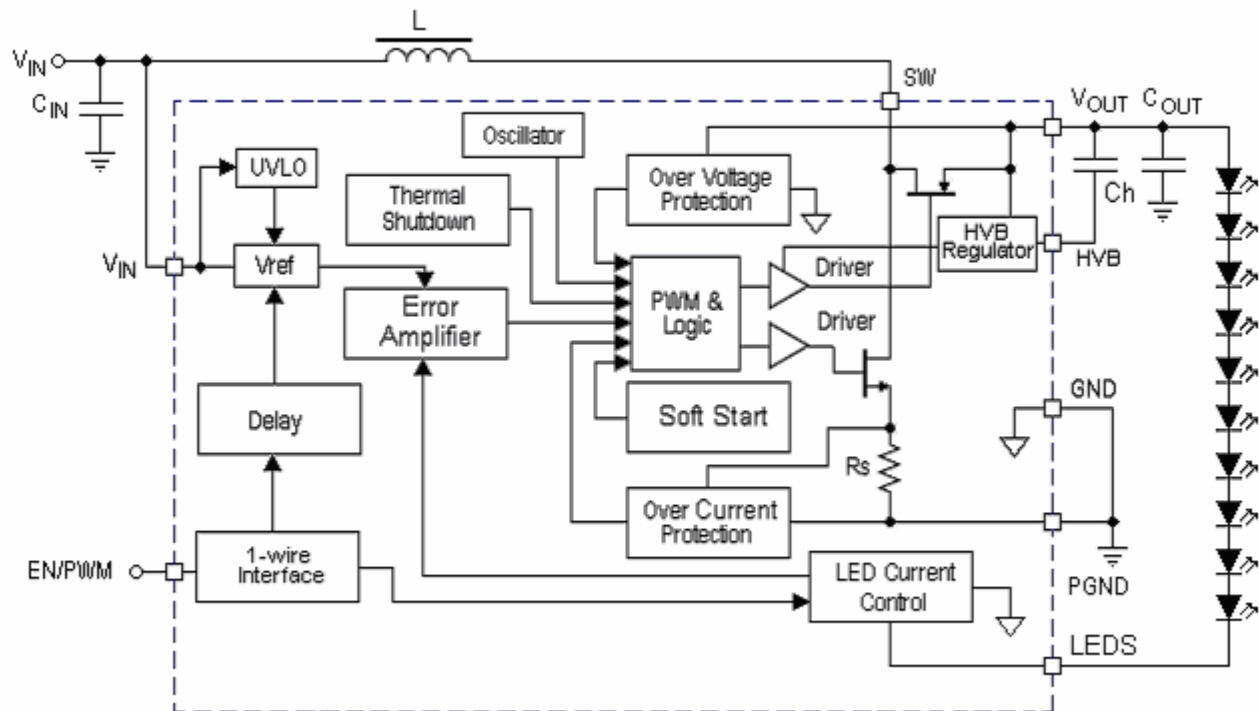 L
VIN
CIN
SW
VOUT
COUT
Oscillator
UVLO
Thermal
Shutdown
Over Voltage
Protection
Ch
VIN
Vref
HVB
Regulator
HVB
Error
Amplifier
PWM &
Logic
Driver
Driver
Delay
Soft Start
GND
Rs
Over Current
Protection
EN/PWM
1-wire
Interface
LED Current
Control
PGND
LEDS